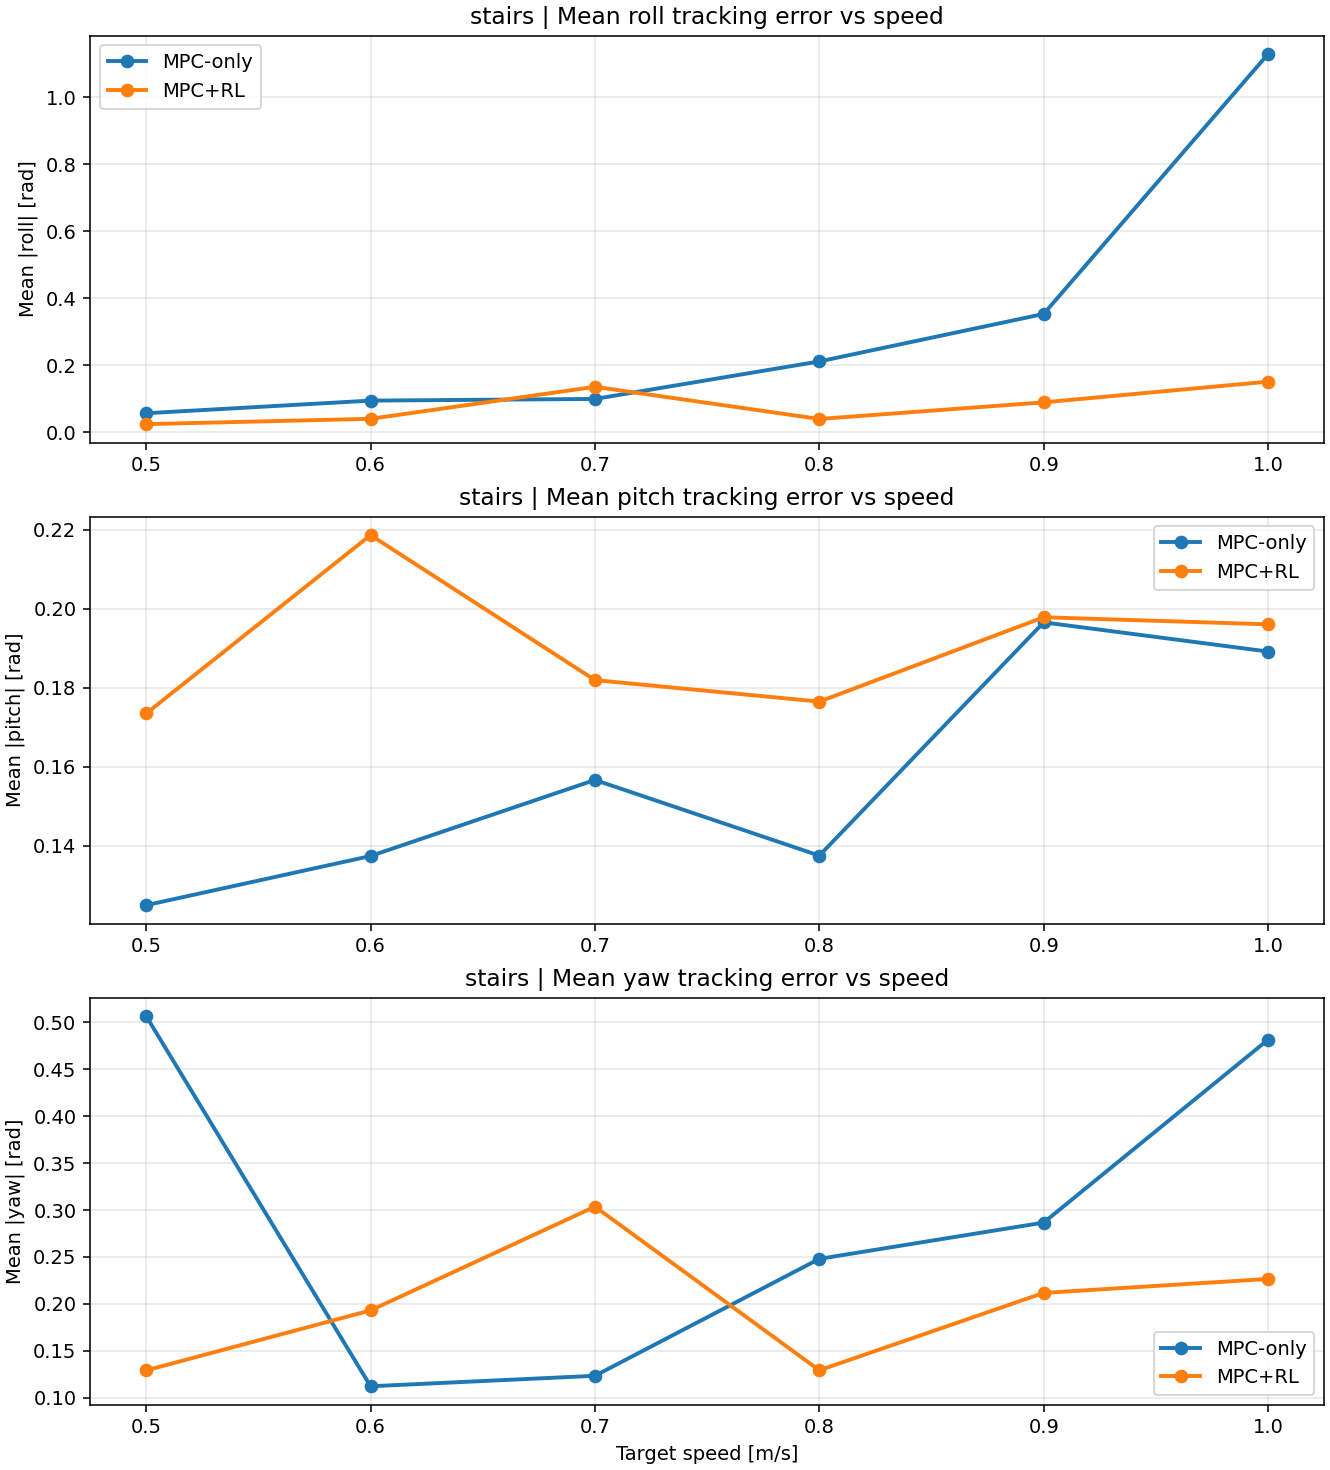 stairs | Mean roll tracking error vs speed
MPC-only
MPC+RL
Mean |roll| [rad]
1.0
0.8
0.6
0.4
0.2
0.0
0.5 0.6 0.7 0.8 0.9 1.0
stairs | Mean pitch tracking error vs speed
MPC-only
MPC+RL
Mean |pitch| [rad]
0.22
0.20
0.18
0.16
0.14
0.5 0.6 0.7 0.8 0.9 1.0
stairs | Mean yaw tracking error vs speed
Mean |yaw| [rad]
0.50
0.45
0.40
0.35
0.30
0.25
0.20
0.15
0.10
MPC-only
MPC+RL
0.5 0.6 0.7 0.8 0.9 1.0
Target speed [m/s]